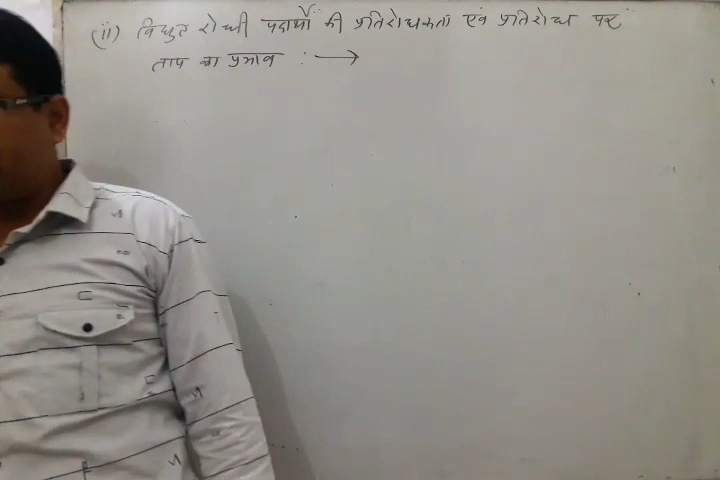 (ii) विद्युत रोधी पदार्थों की प्रतिरोधकता एवं प्रतिरोध पर
ताप का प्रभाव : →